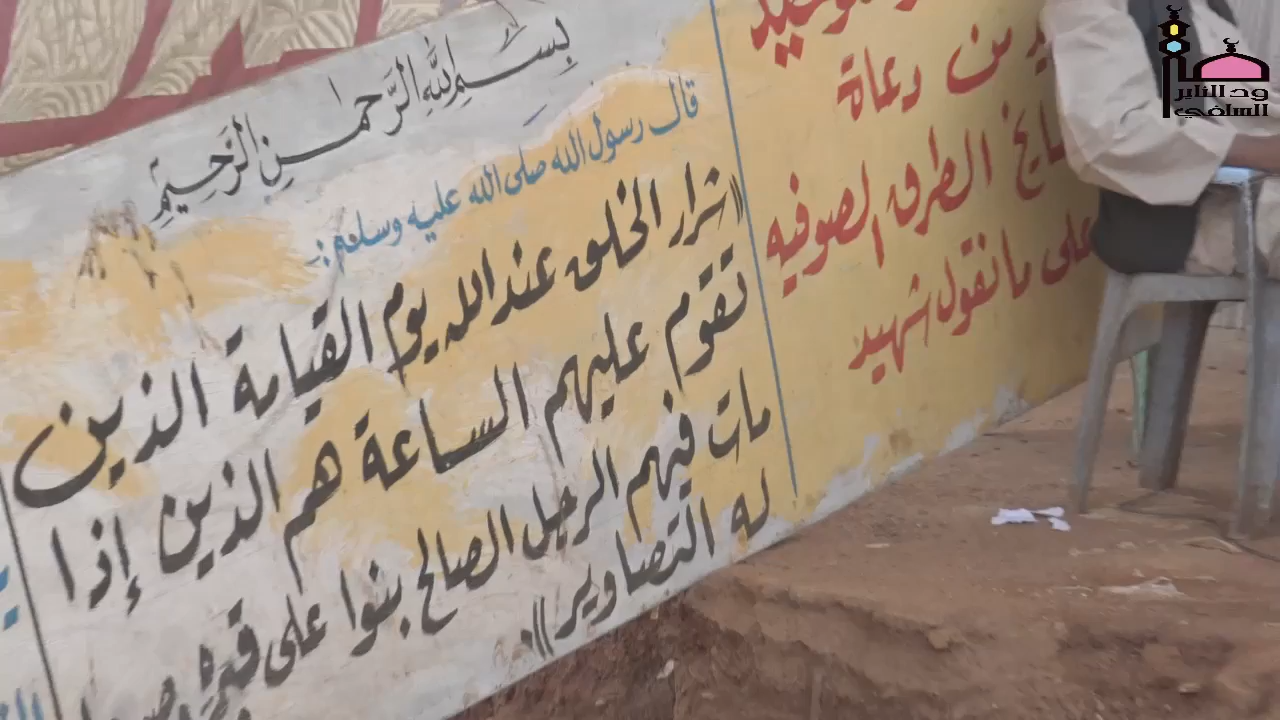 بسم الله الرحمن الرحيم
قال رسول الله صلى الله عليه وسلم :-
((شرار الخلق عند الله يوم القيامة الذين
تقوم عليهم الساعة هم الذين إذا
مات فيهم الرجل الصالح بنوا على قبره
له التصاوير)).
من دعاة
الطرق الصوفيه
على ما نقول شهيد
ود الناير
السلفي